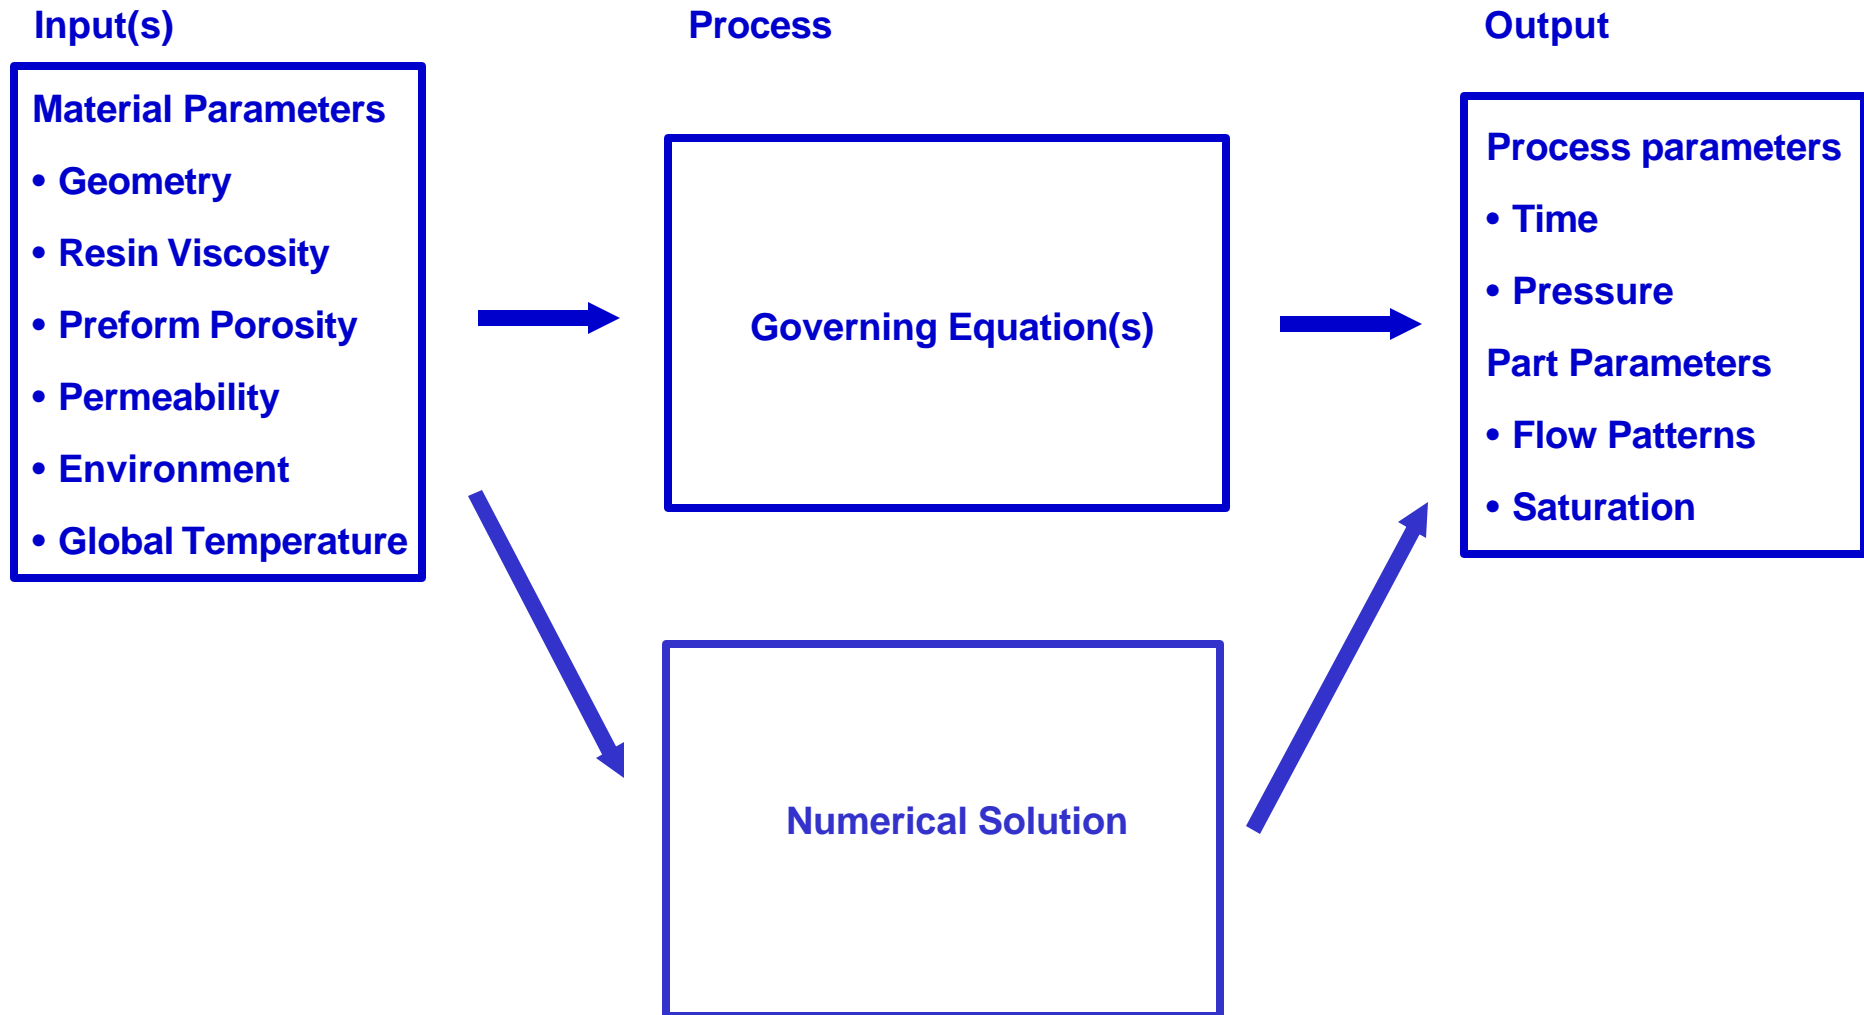 Input(s)
Process
Output
Material Parameters
• Geometry
• Resin Viscosity
• Preform Porosity
• Permeability
• Environment
• Global Temperature
Governing Equation(s)
Numerical Solution
Process parameters
• Time
• Pressure
Part Parameters
• Flow Patterns
• Saturation